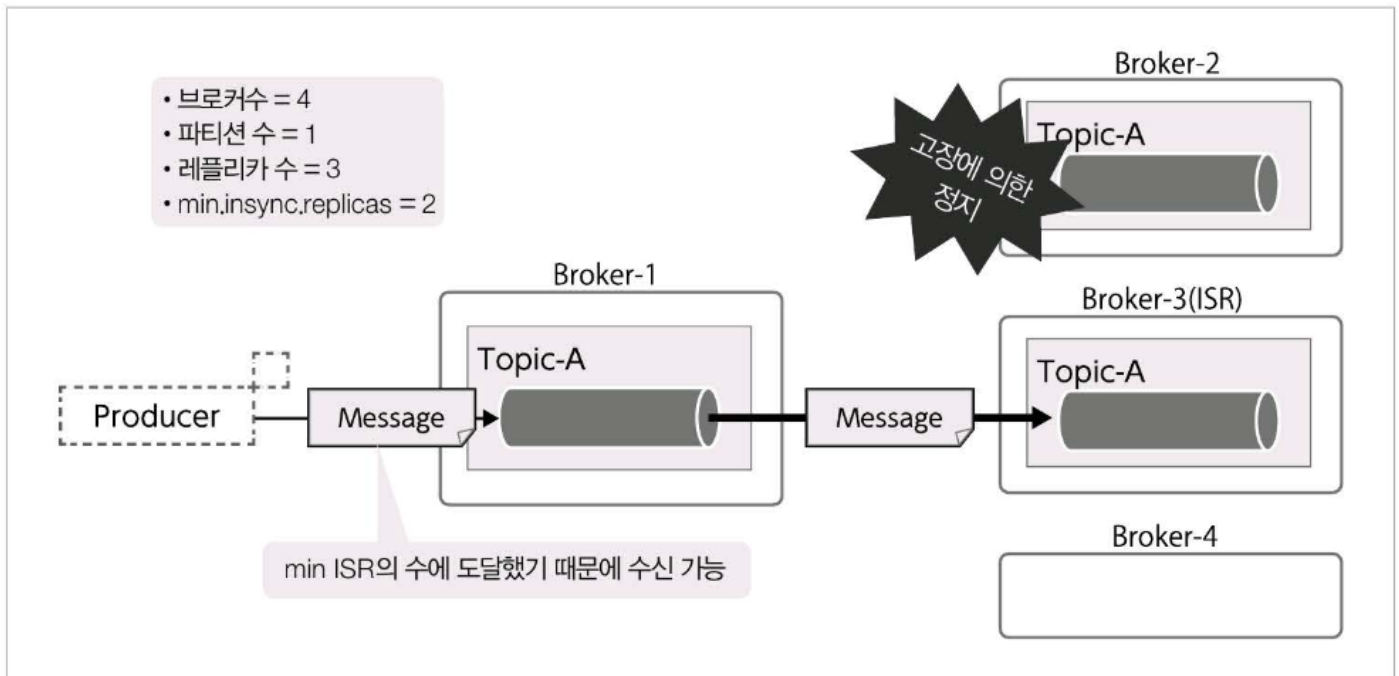 • 브로커수 = 4
• 파티션 수 = 1
• 레플리카 수 = 3
• min.insync.replicas = 2
Broker-2
Topic-A
고장에 의한
정지
Broker-1
Topic-A
Broker-3(ISR)
Topic-A
Producer
Message
Message
min ISR의 수에 도달했기 때문에 수신 가능
Broker-4